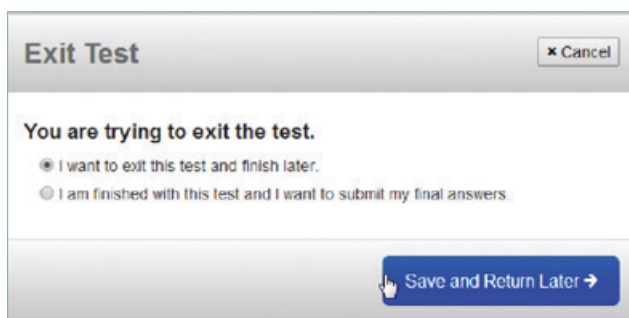 Exit Test
× Cancel
You are trying to exit the test.
I want to exit this test and finish later.
I am finished with this test and I want to submit my final answers.
Save and Return Later →